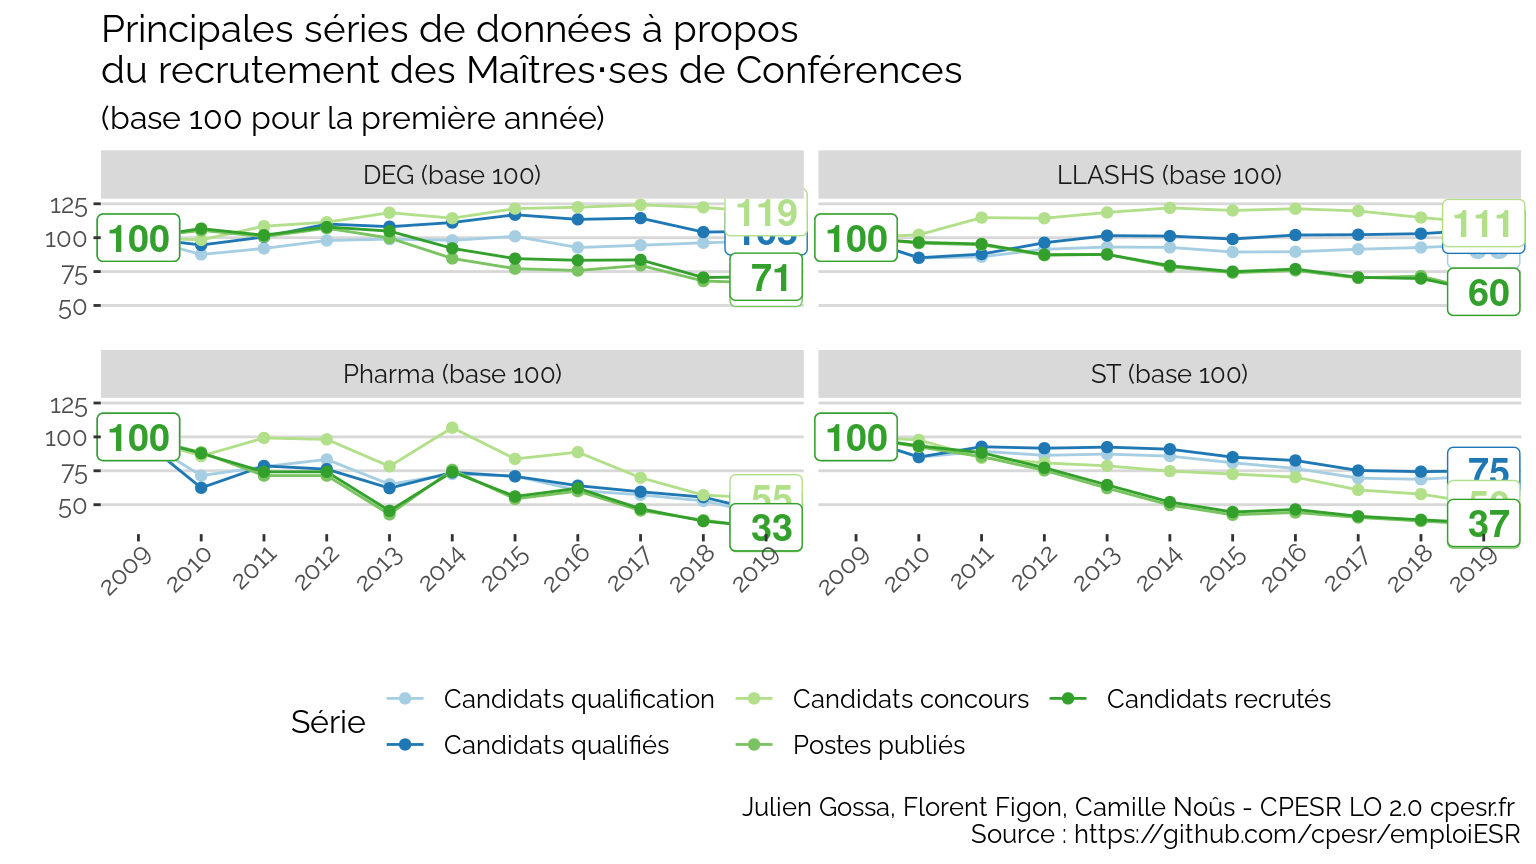 Principales séries de données à propos
du recrutement des Maîtres·ses de Conférences
(base 100 pour la première année)
DEG (base 100)
LLASHS (base 100)
125
100
75
50
100
119
71
100
111
60
Pharma (base 100)
ST (base 100)
125
100
75
50
100
55
33
100
75
37
2009 2010 2011 2012 2013 2014 2015 2016 2017 2018 2019
2009 2010 2011 2012 2013 2014 2015 2016 2017 2018 2019
Série
Candidats qualification
Candidats concours
Candidats recrutés
Candidats qualifiés
Postes publiés
Julien Gossa, Florent Figon, Camille Noûs - CPESR LO 2.0 cpesr.fr
Source : https://github.com/cpesr/emploiESR